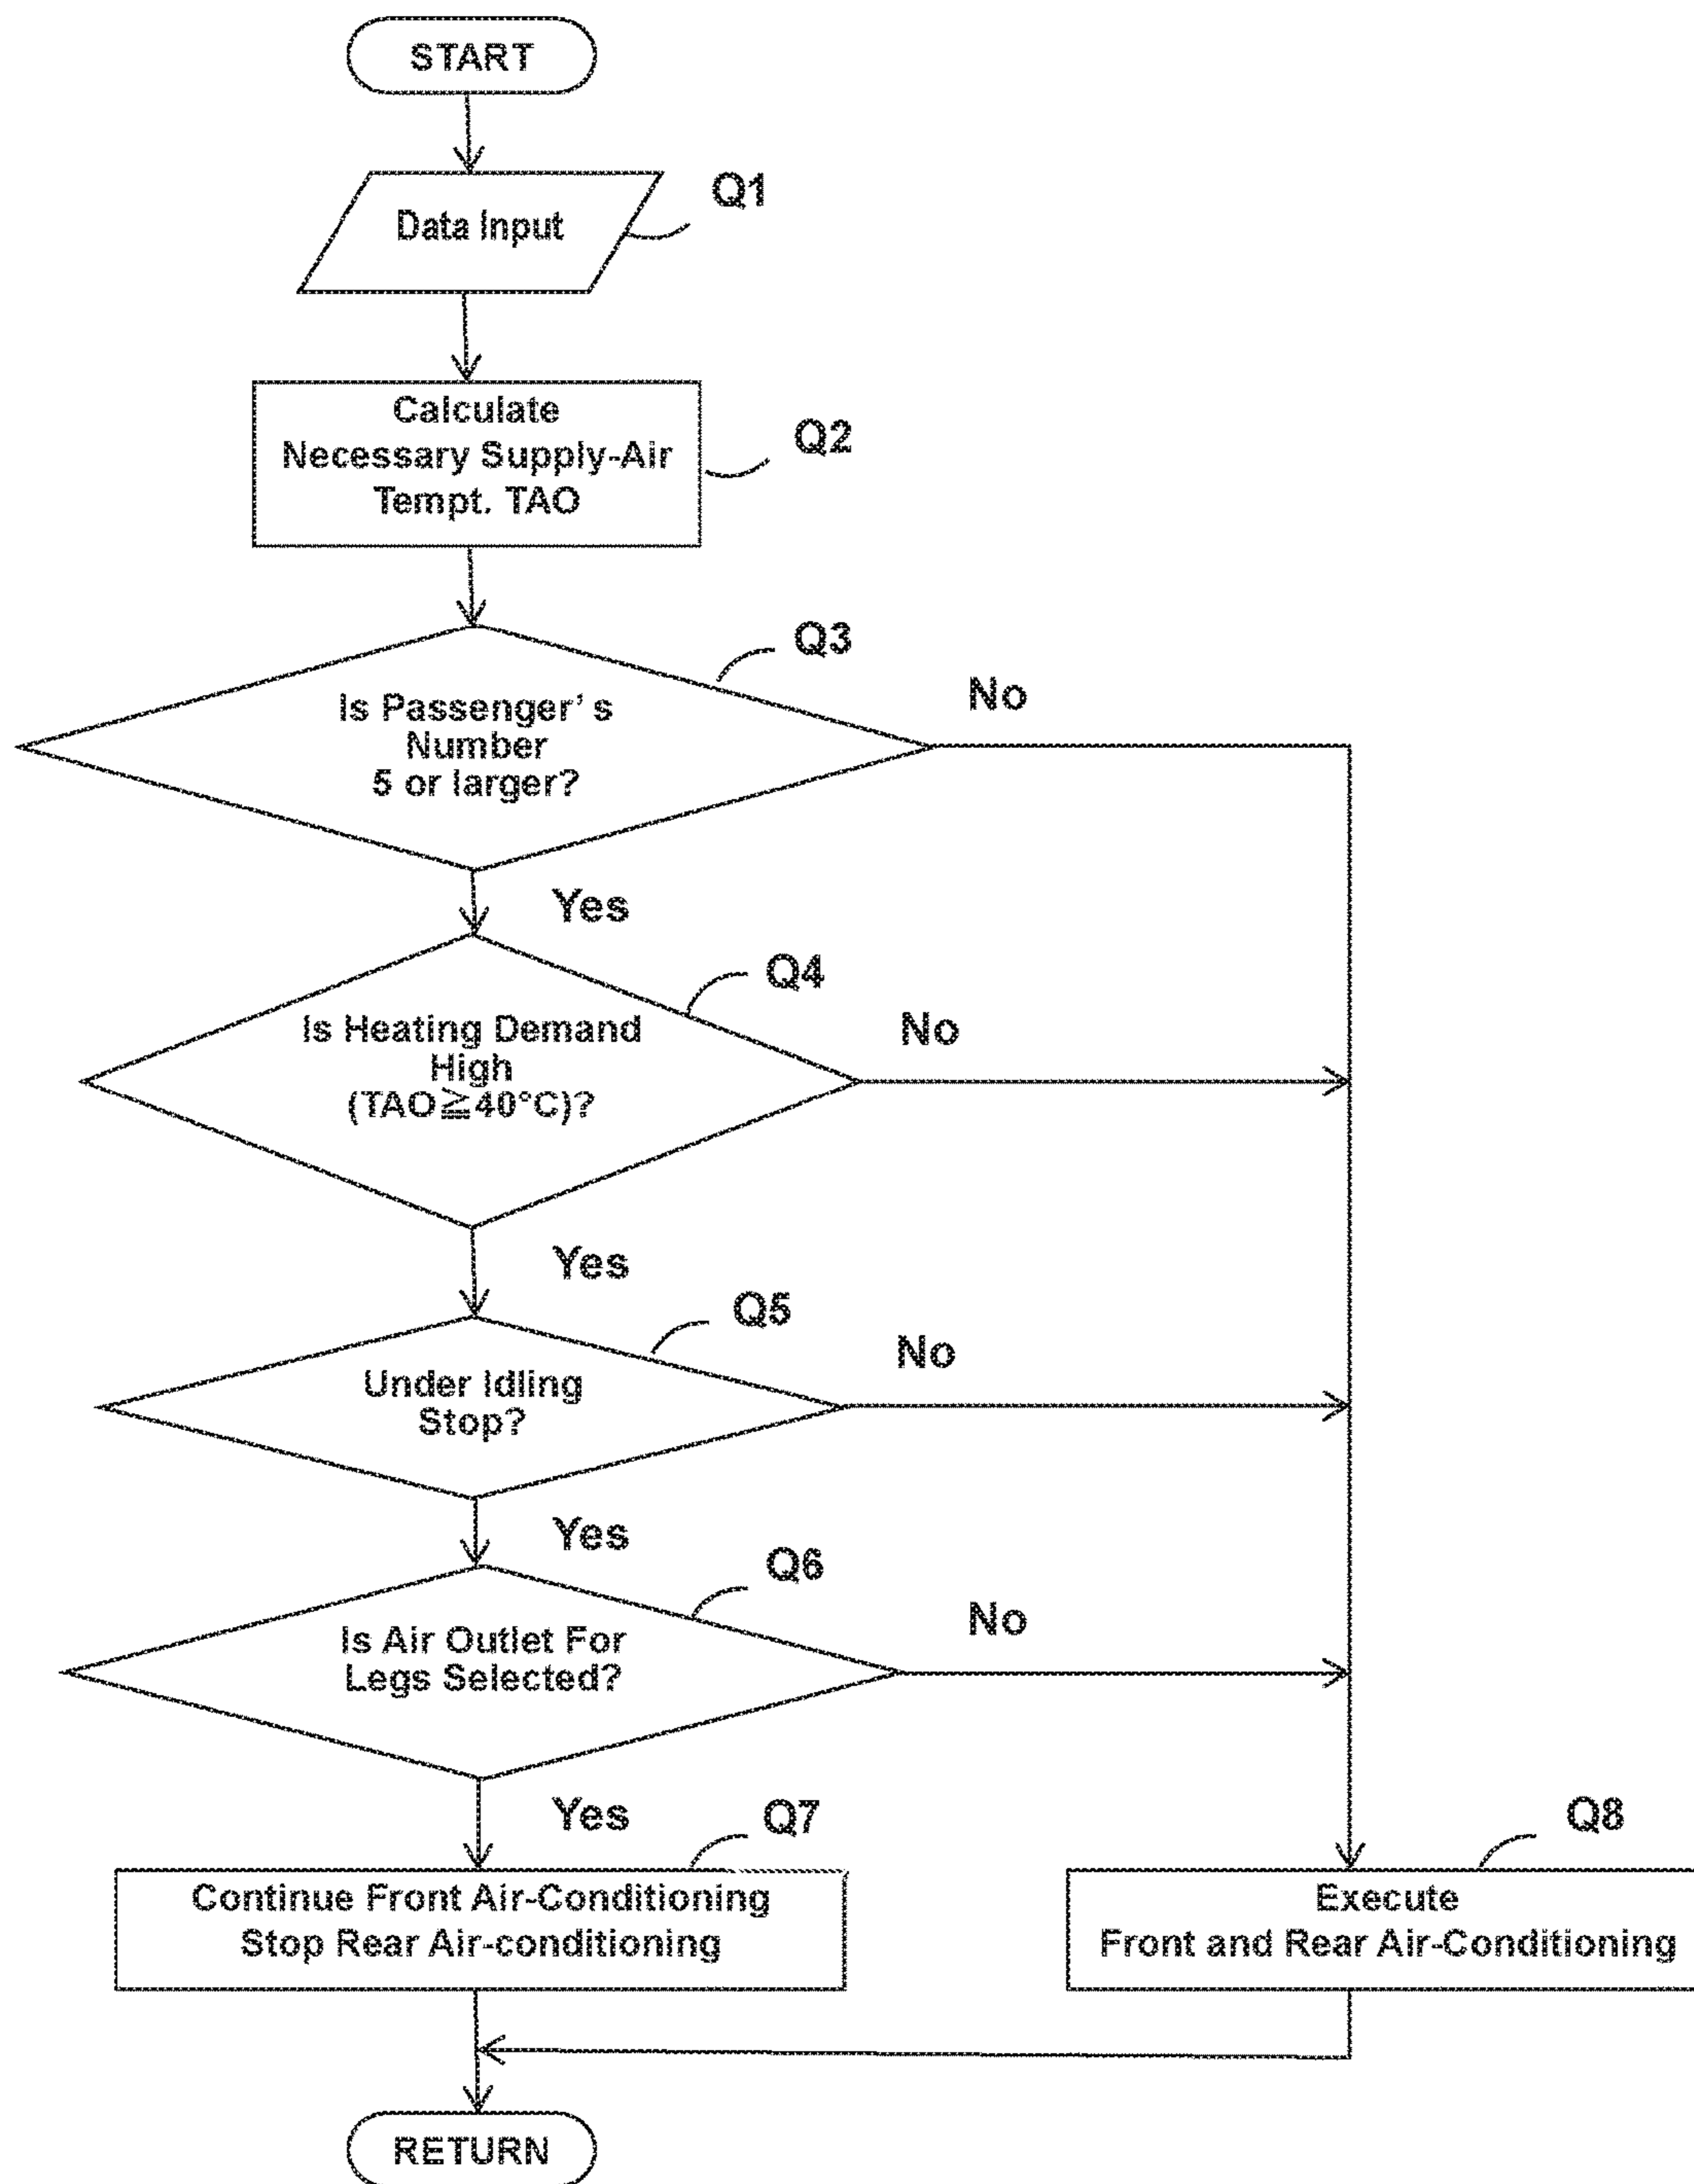 START
Data Input
Q1
Calculate
Necessary Supply-Air
Tempt. TAO
Q2
Q3
Is Passenger's
Number
5 or larger?
No
Yes
Q4
Is Heating Demand
High
(TAO≧40°C)?
No
Yes
Q5
Under Idling
Stop?
No
Yes
Q6
Is Air Outlet For
Legs Selected?
No
Yes
Q7
Continue Front Air-Conditioning
Stop Rear Air-conditioning
Q8
Execute
Front and Rear Air-Conditioning
RETURN